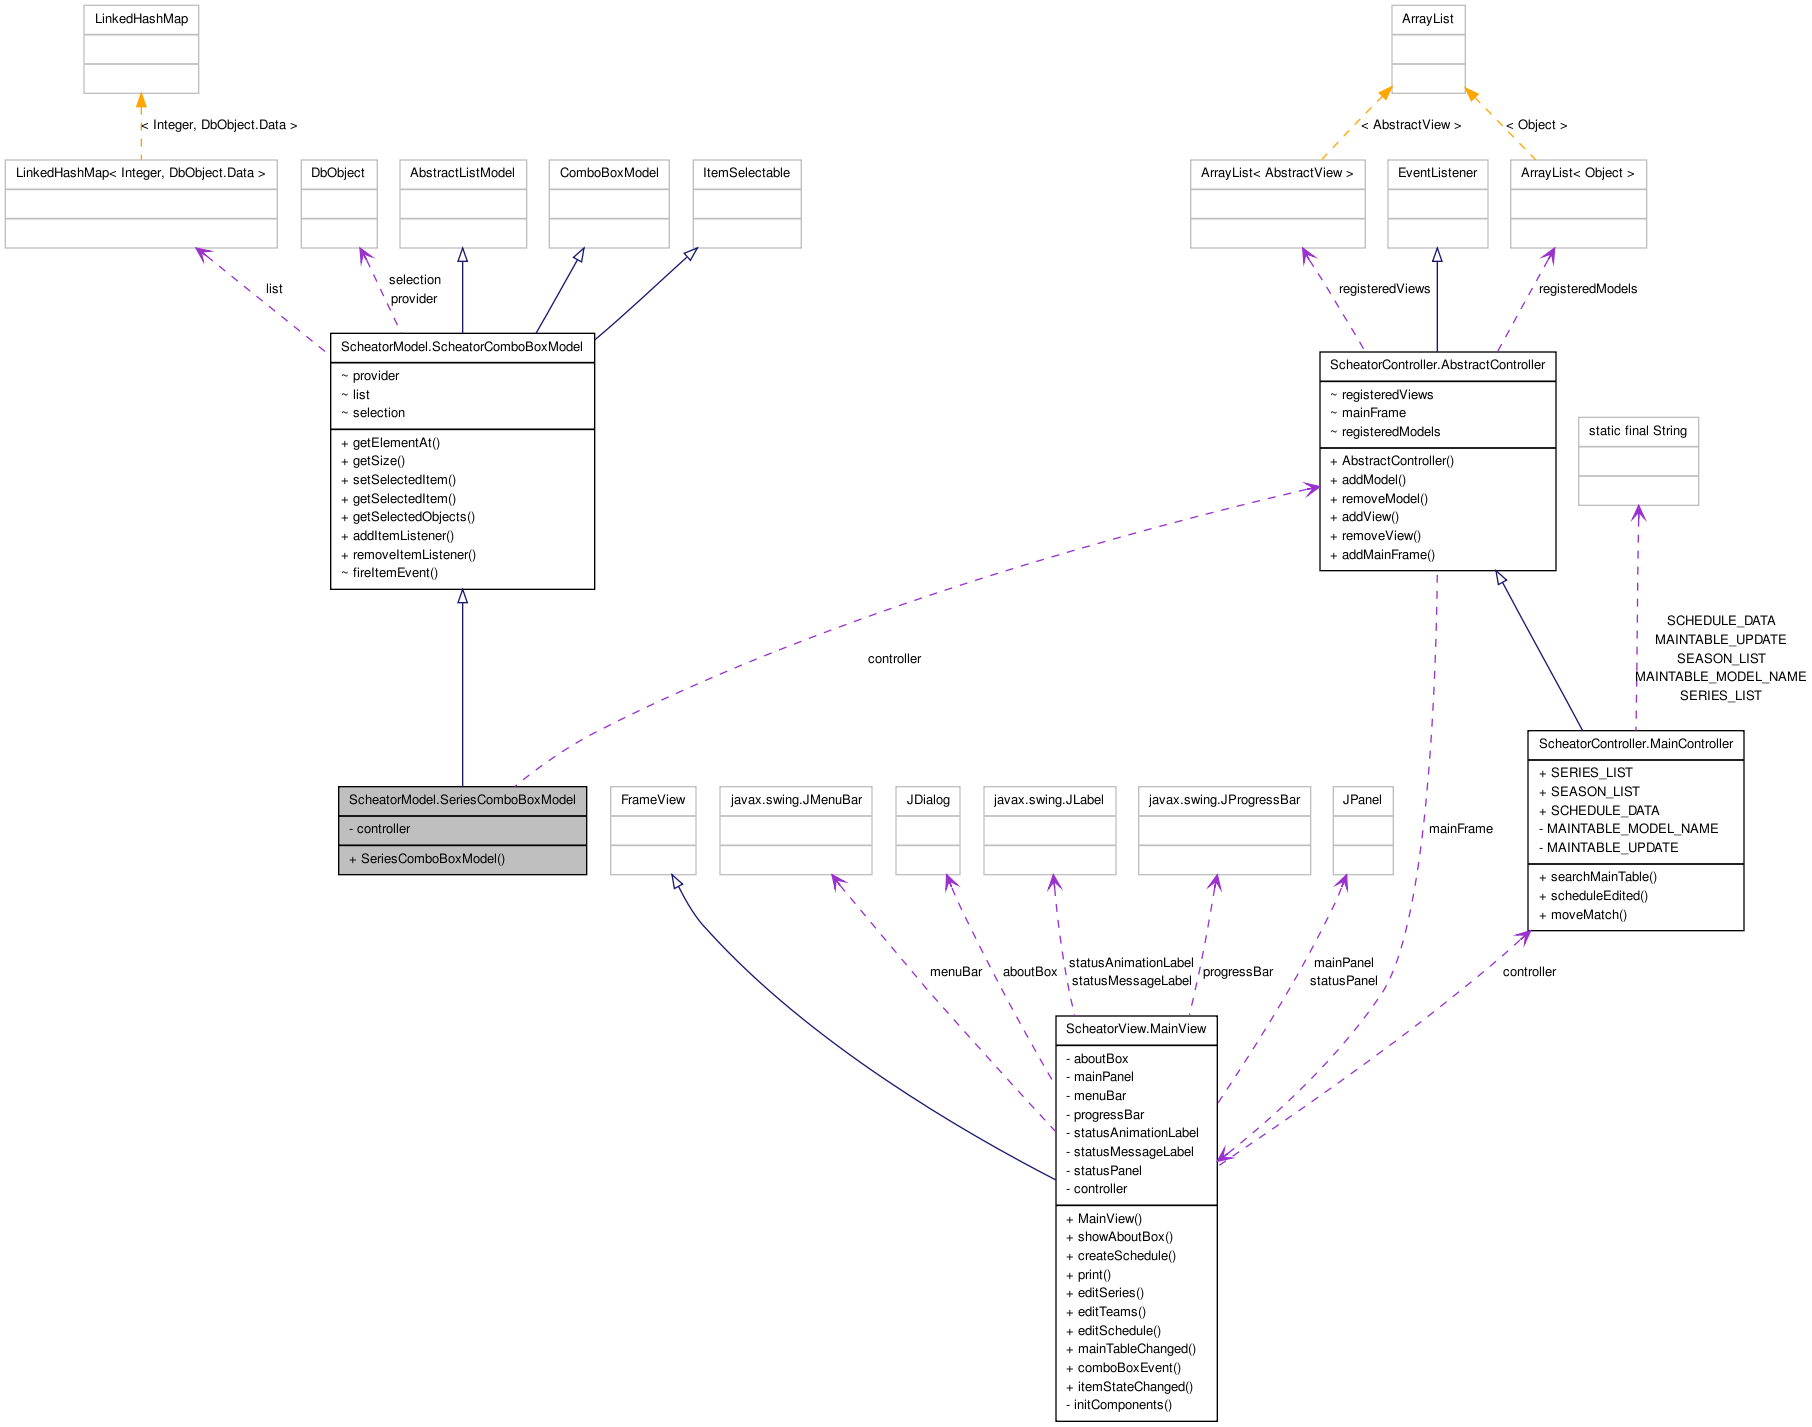 LinkedHashMap
ArrayList
< Integer, DbObject.Data >
< AbstractView >
< Object >
LinkedHashMap< Integer, DbObject.Data >
DbObject
AbstractListModel
ComboBoxModel
ItemSelectable
ArrayList< AbstractView >
EventListener
ArrayList< Object >
list
selection
provider
registeredViews
registeredModels
ScheatorModel.ScheatorComboBoxModel
~ provider
~ list
~ selection
+ getElementAt()
+ getSize()
+ setSelectedItem()
+ getSelectedItem()
+ getSelectedObjects()
+ addItemListener()
+ removeItemListener()
~ fireItemEvent()
ScheatorController.AbstractController
~ registeredViews
~ mainFrame
~ registeredModels
+ AbstractController()
+ addModel()
+ removeModel()
+ addView()
+ removeView()
+ addMainFrame()
static final String
controller
SCHEDULE_DATA
MAINTABLE_UPDATE
SEASON_LIST
MAINTABLE_MODEL_NAME
SERIES_LIST
ScheatorModel.SeriesComboBoxModel
- controller
+ SeriesComboBoxModel()
FrameView
javax.swing.JMenuBar
JDialog
javax.swing.JLabel
javax.swing.JProgressBar
JPanel
mainFrame
ScheatorController.MainController
+ SERIES_LIST
+ SEASON_LIST
+ SCHEDULE_DATA
- MAINTABLE_MODEL_NAME
- MAINTABLE_UPDATE
+ searchMainTable()
+ scheduleEdited()
+ moveMatch()
menuBar
aboutBox
statusAnimationLabel
statusMessageLabel
progressBar
mainPanel
statusPanel
controller
ScheatorView.MainView
- aboutBox
- mainPanel
- menuBar
- progressBar
- statusAnimationLabel
- statusMessageLabel
- statusPanel
- controller
+ MainView()
+ showAboutBox()
+ createSchedule()
+ print()
+ editSeries()
+ editTeams()
+ editSchedule()
+ mainTableChanged()
+ comboBoxEvent()
+ itemStateChanged()
- initComponents()